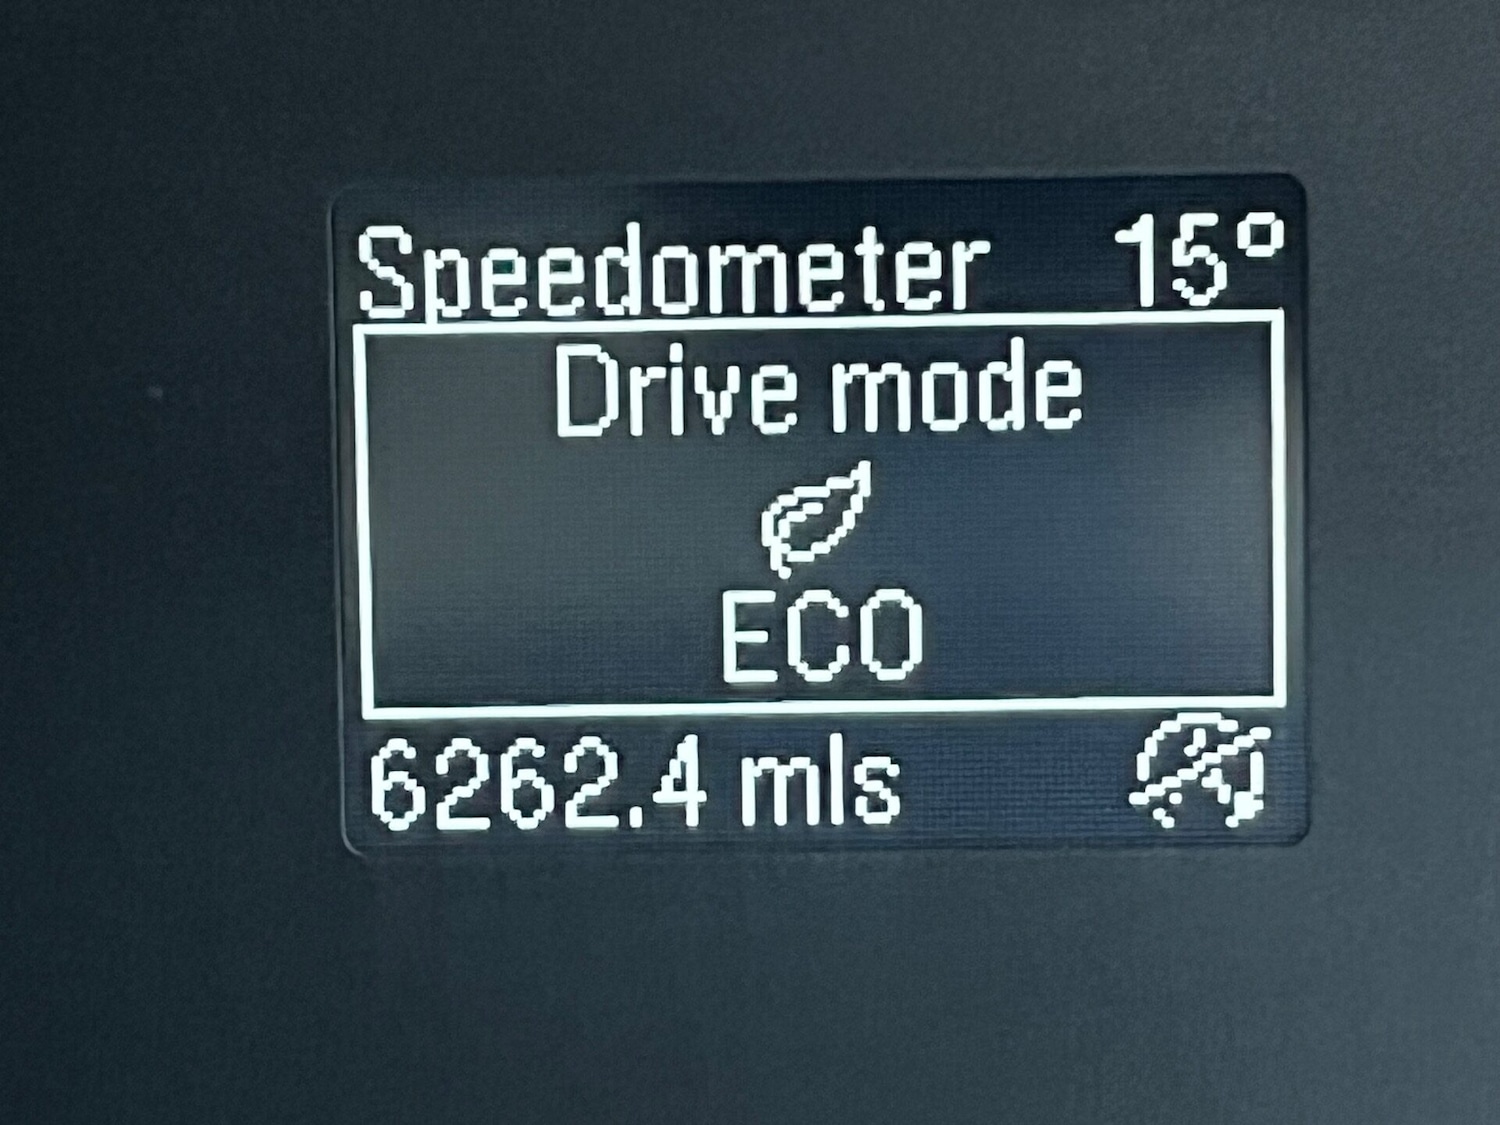 Speedometer 15°
Drive mode
ECO
6262.4 mls